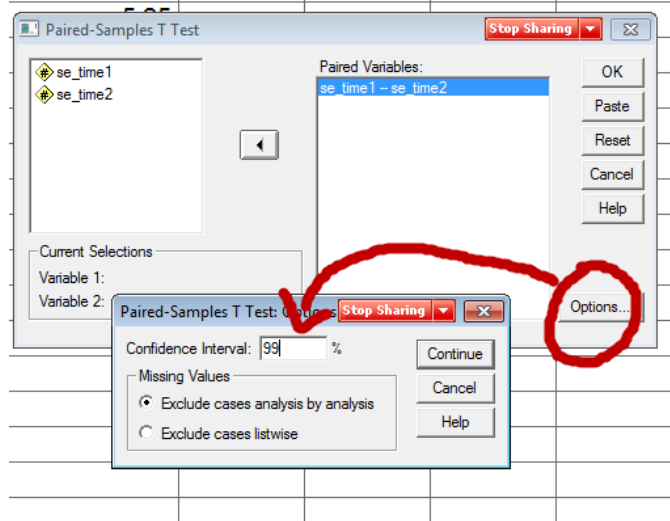 Paired-Samples T Test
Stop Sharing
se_time1
se_time2
Paired Variables:
se_time1 -- se_time2
OK
Paste
Reset
Cancel
Help
Current Selections
Variable 1:
Variable 2:
Options...
Paired-Samples T Test: Options
Stop Sharing
Confidence Interval: 99 %
Missing Values
Exclude cases analysis by analysis
Exclude cases listwise
Continue
Cancel
Help